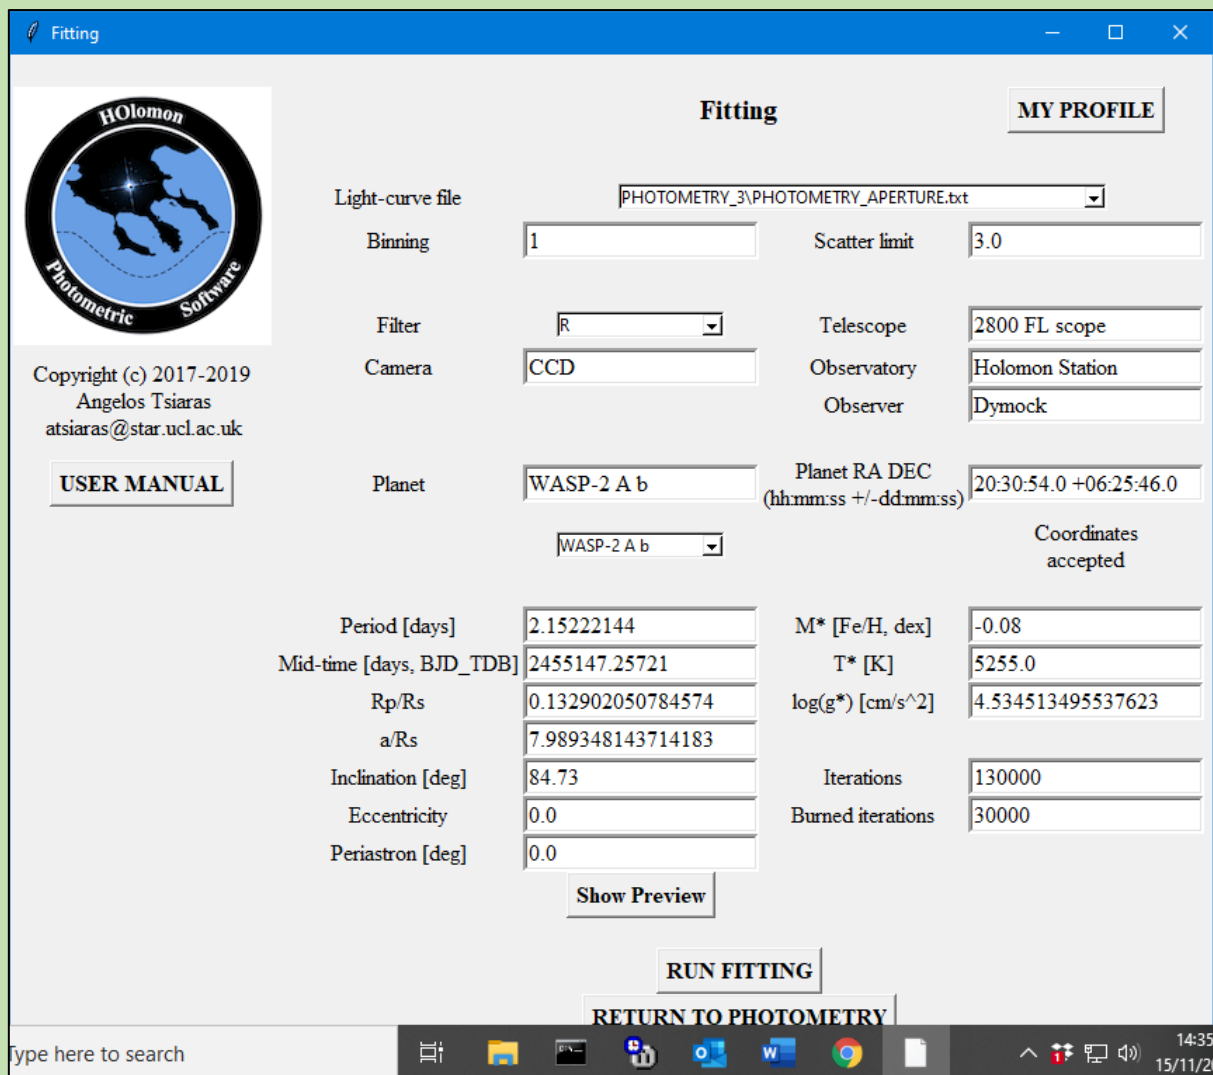 Fitting
HOlomon
Photometric Software
Fitting
MY PROFILE
Light-curve file PHOTOMETRY_3\PHOTOMETRY_APERTURE.txt
Binning 1 Scatter limit 3.0
Filter R Telescope 2800 FL scope
Camera CCD Observatory Holomon Station
Observer Dymock
Copyright (c) 2017-2019
Angelos Tsiaras
atsiaras@star.ucl.ac.uk
USER MANUAL
Planet WASP-2 A b Planet RA DEC
(hh:mm:ss +/-dd:mm:ss) 20:30:54.0 +06:25:46.0
WASP-2 A b
Coordinates
accepted
Period [days] 2.15222144 M* [Fe/H, dex] -0.08
Mid-time [days, BJD_TDB] 2455147.25721 T* [K] 5255.0
Rp/Rs 0.132902050784574 log(g*) [cm/s^2] 4.534513495537623
a/Rs 7.989348143714183
Inclination [deg] 84.73 Iterations 130000
Eccentricity 0.0 Burned iterations 30000
Periastron [deg] 0.0
Show Preview
RUN FITTING
RETURN TO PHOTOMETRY
Type here to search
14:35
15/11/20